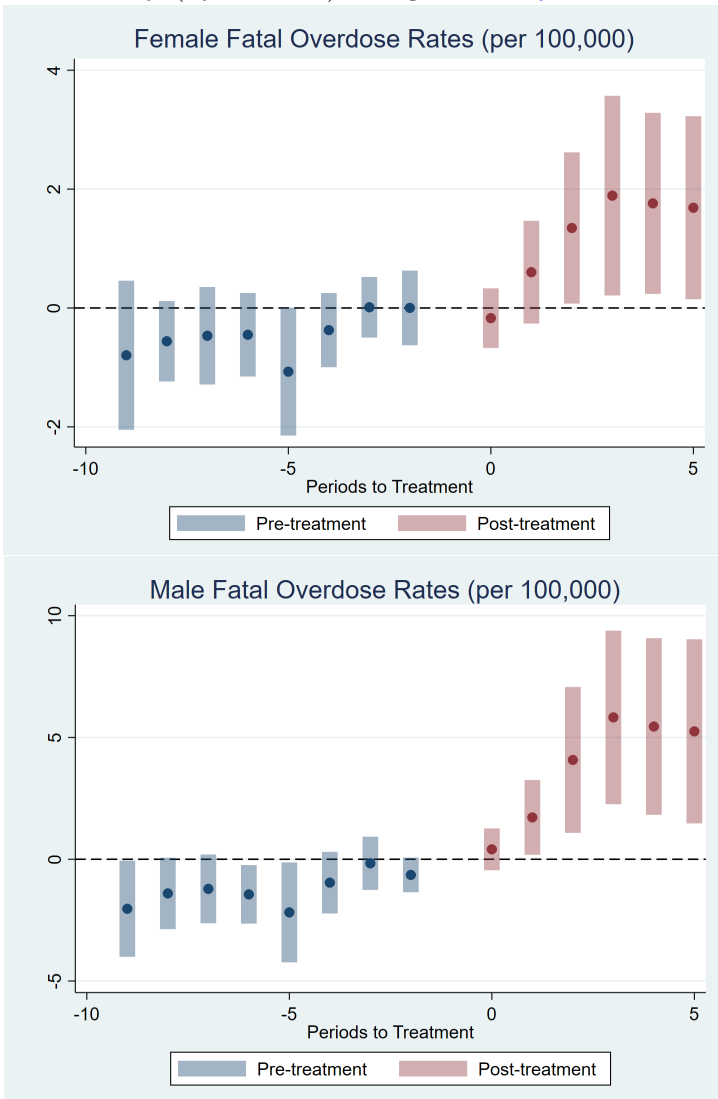 Female Fatal Overdose Rates (per 100,000)
4
2
0
-2
-10 -5 0 5
Periods to Treatment
Pre-treatment Post-treatment
Male Fatal Overdose Rates (per 100,000)
10
5
0
-5
-10 -5 0 5
Periods to Treatment
Pre-treatment Post-treatment